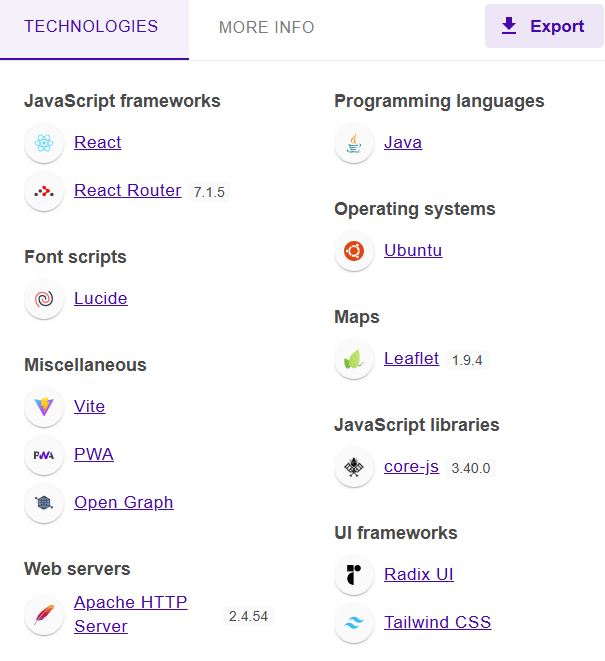 TECHNOLOGIES
MORE INFO
Export
JavaScript frameworks
React
React Router 7.1.5
Font scripts
Lucide
Miscellaneous
Vite
PWA
PWA
Open Graph
Web servers
Apache HTTP
Server
2.4.54
Programming languages
Java
Operating systems
Ubuntu
Maps
Leaflet 1.9.4
JavaScript libraries
core-js 3.40.0
UI frameworks
Radix UI
Tailwind CSS